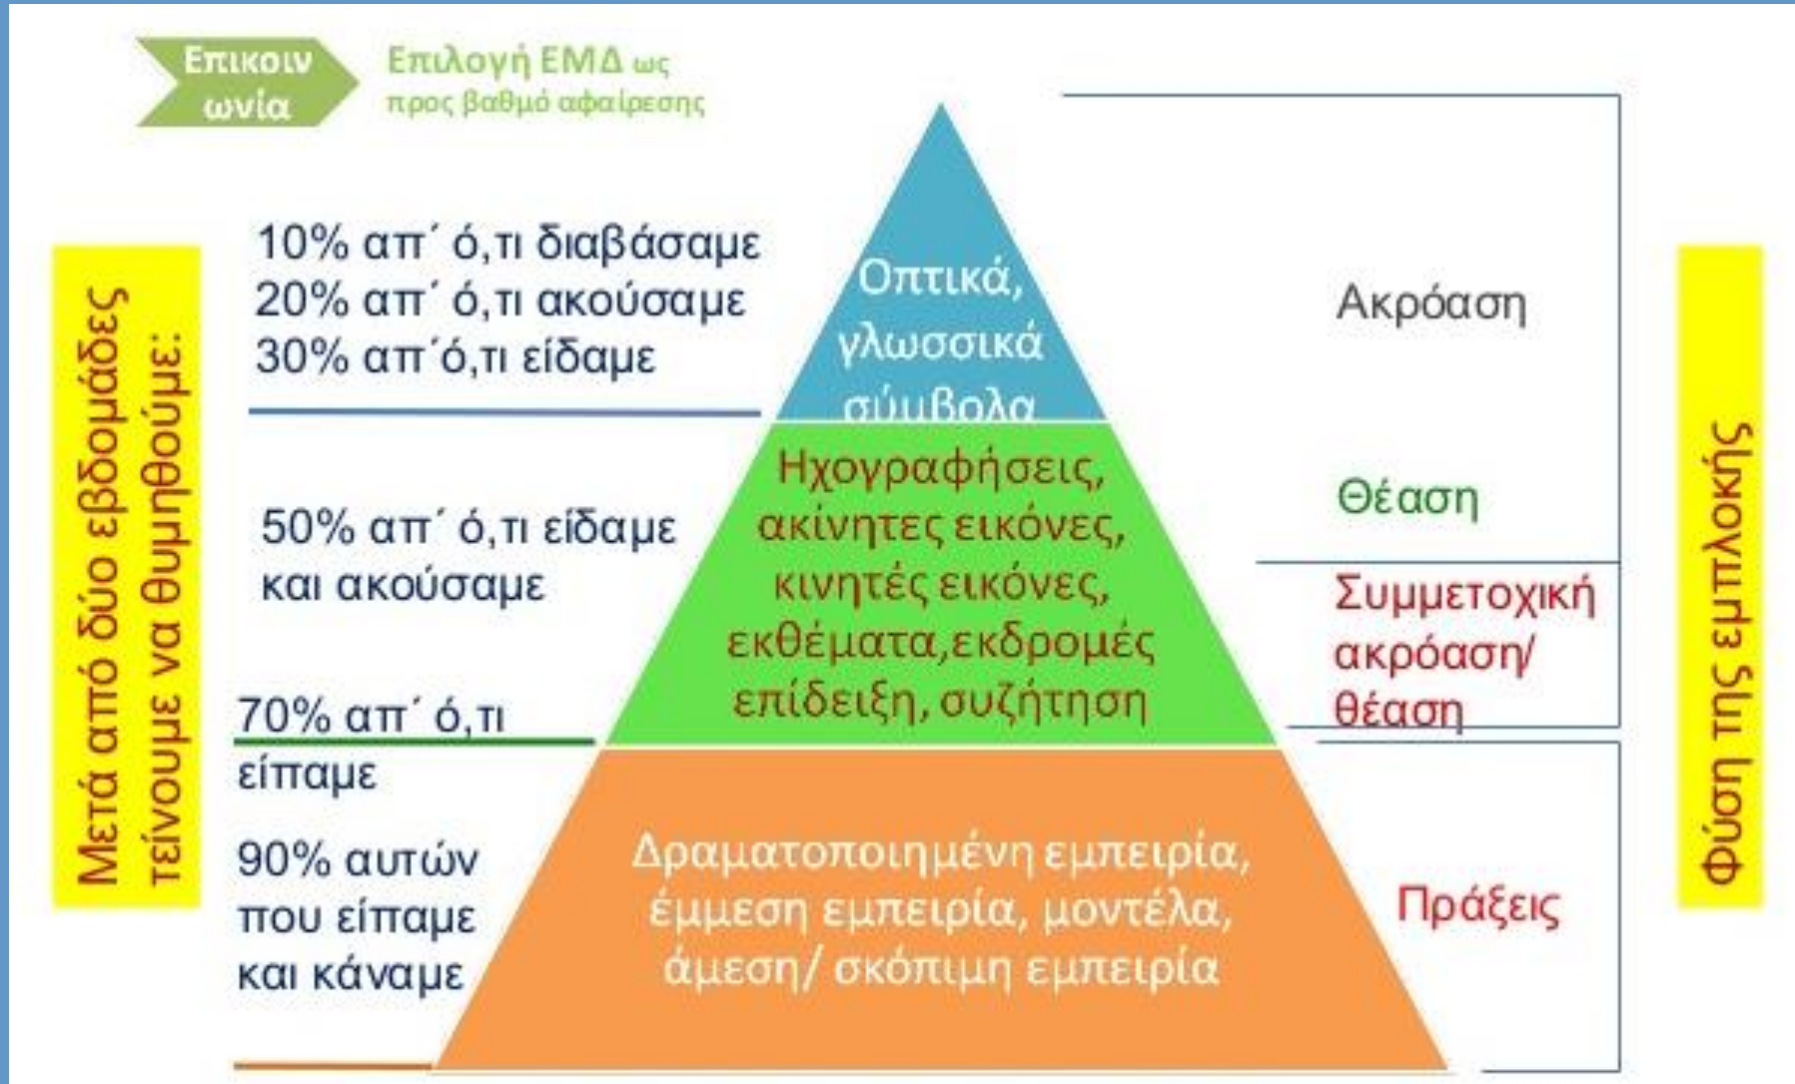 Επικοιν
ωνία
Επιλογή ΕΜΔ ως
προς βαθμό αφαίρεσης
Μετά από δύο εβδομάδες
τείνουμε να θυμηθούμε:
10% απ΄ ό,τι διαβάσαμε
20% απ΄ ό,τι ακούσαμε
30% απ΄ό,τι είδαμε
50% απ΄ ό,τι είδαμε
και ακούσαμε
70% απ΄ ό,τι
είπαμε
90% αυτών
που είπαμε
και κάναμε
Οπτικά,
γλωσσικά
σύμβολα
Ηχογραφήσεις,
ακίνητες εικόνες,
κινητές εικόνες,
εκθέματα,εκδρομές
επίδειξη, συζήτηση
Δραματοποιημένη εμπειρία,
έμμεση εμπειρία, μοντέλα,
άμεση/ σκόπιμη εμπειρία
Ακρόαση
Θέαση
Συμμετοχική
ακρόαση/
θέαση
Πράξεις
Φύση της εμπλοκής